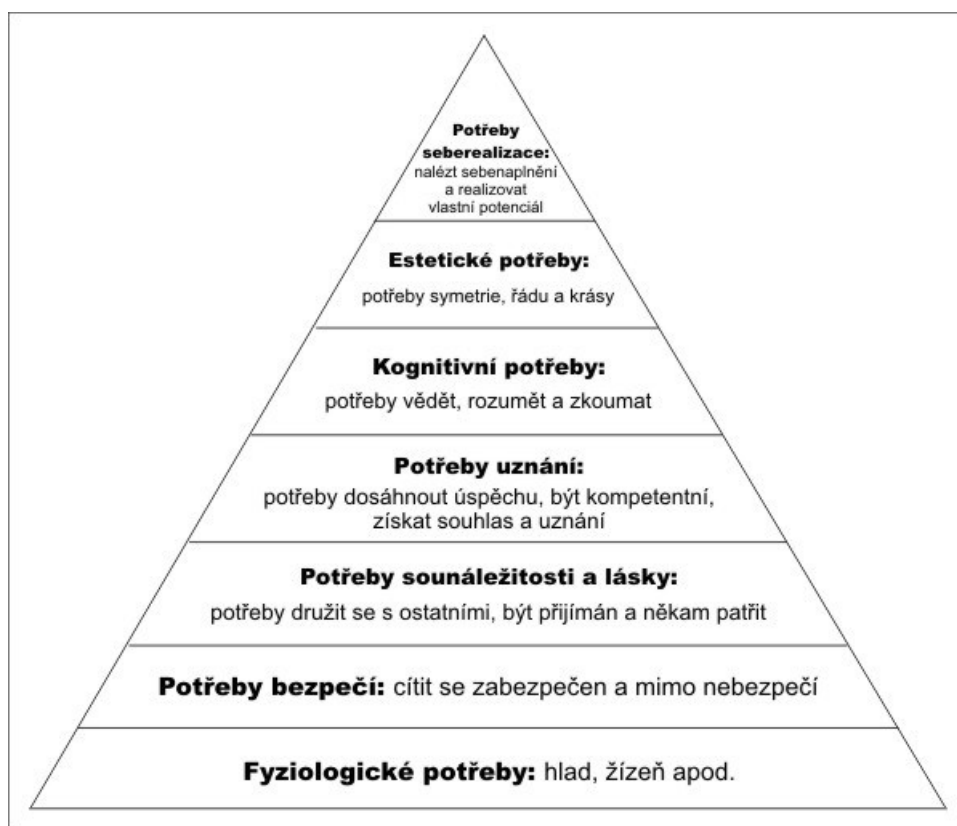 Potřeby
seberealizace:
nalézt sebenaplnění
a realizovat
vlastní potenciál
Estetické potřeby:
potřeby symetrie, řádu a krásy
Kognitivní potřeby:
potřeby vědět, rozumět a zkoumat
Potřeby uznání:
potřeby dosáhnout úspěchu, být kompetentní,
získat souhlas a uznání
Potřeby sounáležitosti a lásky:
potřeby družit se s ostatními, být přijímán a někam patřit
Potřeby bezpečí: cítit se zabezpečen a mimo nebezpečí
Fyziologické potřeby: hlad, žízeň apod.